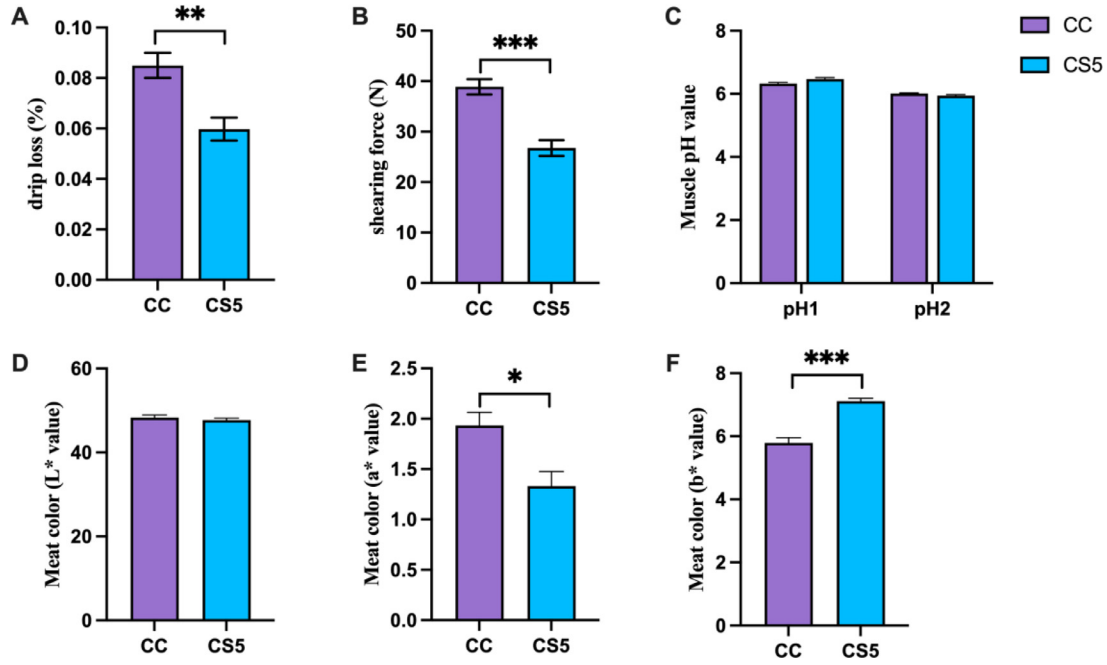 A
**
drip loss (%)
0.10
0.08
0.06
0.04
0.02
0.00
CC
CS5
B
***
shearing force (N)
50
40
30
20
10
0
CC
CS5
C
Muscle pH value
8
6
4
2
0
pH1
pH2
CC
CS5
D
Meat color (L* value)
60
40
20
0
CC
CS5
E
*
Meat color (a* value)
2.5
2.0
1.5
1.0
0.5
0.0
CC
CS5
F
***
Meat color (b* value)
8
6
4
2
0
CC
CS5